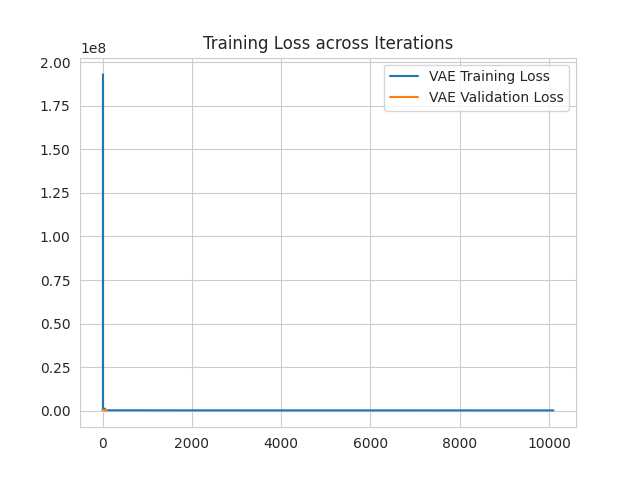 Training Loss across Iterations
1e8
2.00
1.75
1.50
1.25
1.00
0.75
0.50
0.25
0.00
0 2000 4000 6000 8000 10000
VAE Training Loss
VAE Validation Loss